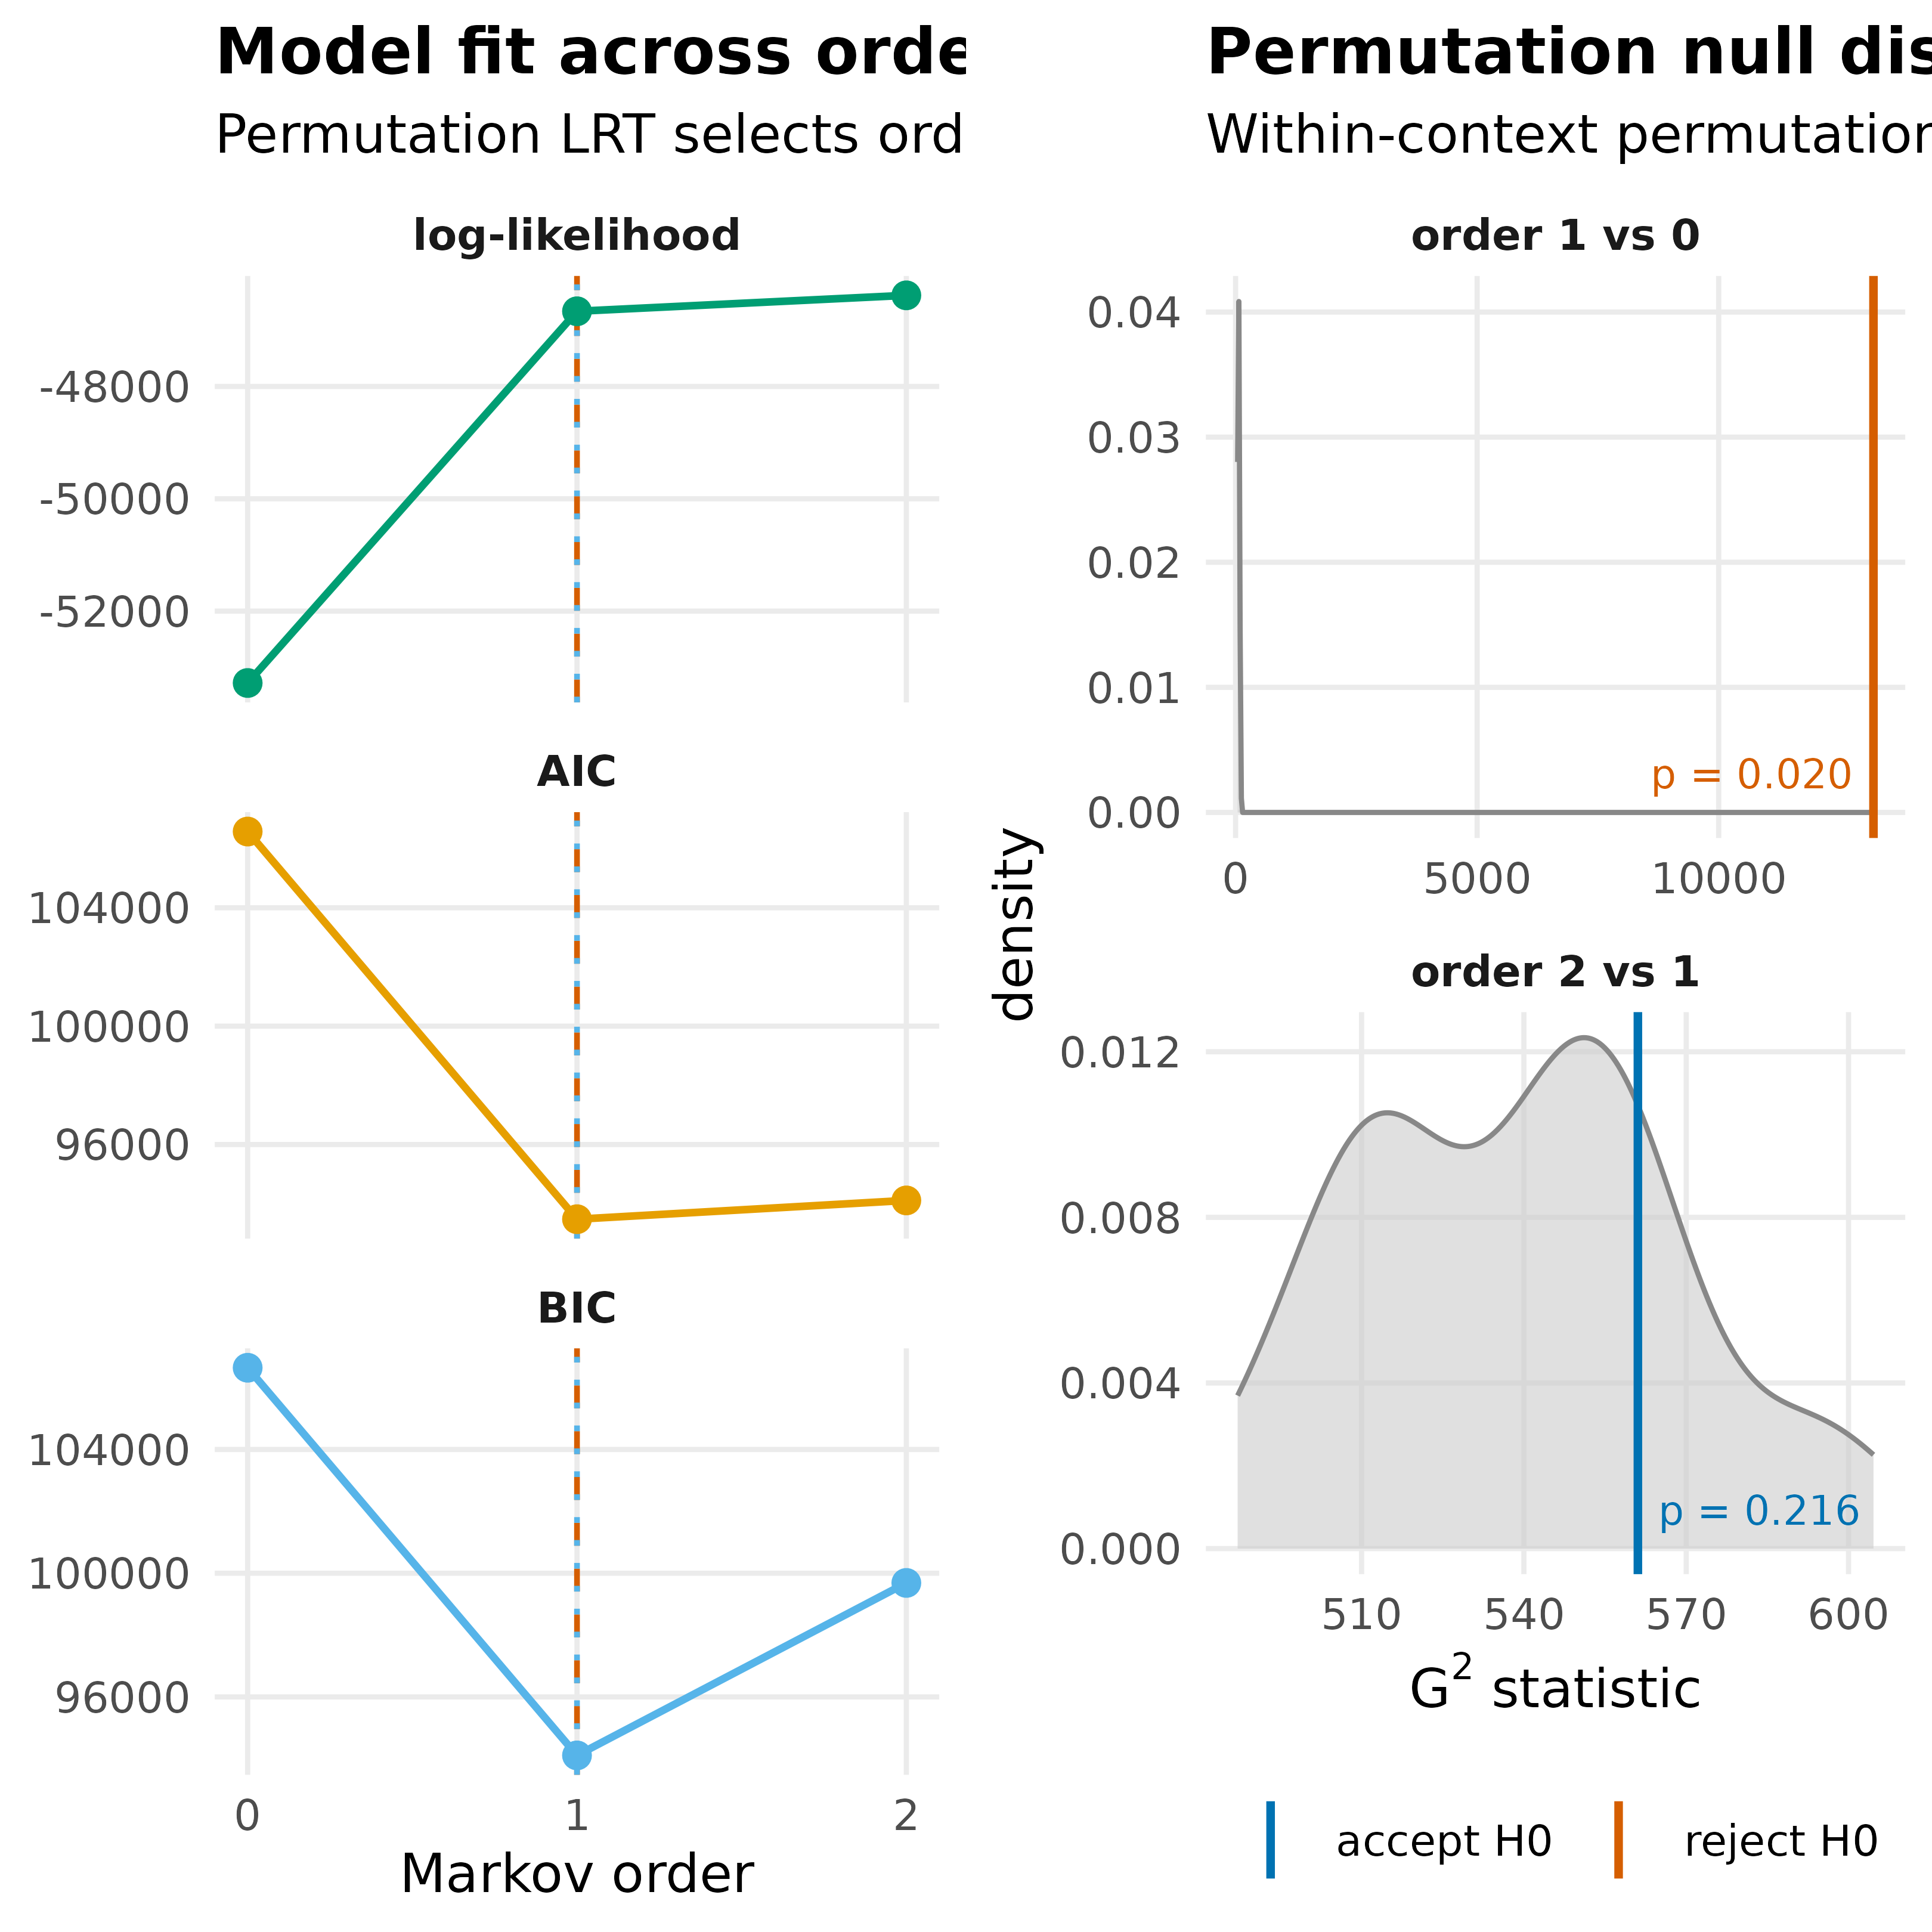 Model fit across orde
Permutation LRT selects ord
log-likelihood
-48000
-50000
-52000
AIC
104000
100000
96000
BIC
104000
100000
96000
0 1 2
Markov order
Permutation null dis
Within-context permutation
order 1 vs 0
0.04
0.03
0.02
0.01
0.00
p = 0.020
0 5000 10000
density
order 2 vs 1
0.012
0.008
0.004
0.000
p = 0.216
510 540 570 600
G² statistic
accept H0 reject H0